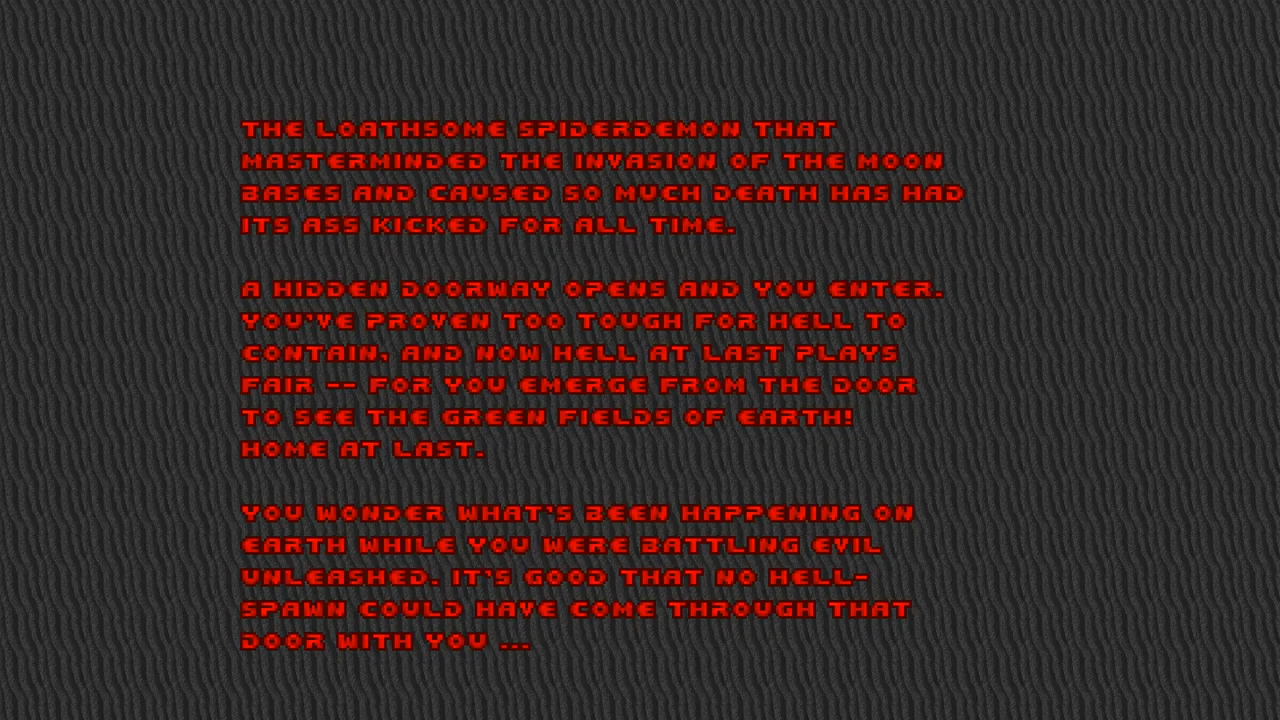 THE LOATHSOME SPIDERDEMON THAT
MASTERMINDED THE INVASION OF THE MOON
BASES AND CAUSED SO MUCH DEATH HAS HAD
ITS ASS KICKED FOR ALL TIME.
A HIDDEN DOORWAY OPENS AND YOU ENTER.
YOU'VE PROVEN TOO TOUGH FOR HELL TO
CONTAIN, AND NOW HELL AT LAST PLAYS
FAIR -- FOR YOU EMERGE FROM THE DOOR
TO SEE THE GREEN FIELDS OF EARTH!
HOME AT LAST.
YOU WONDER WHAT'S BEEN HAPPENING ON
EARTH WHILE YOU WERE BATTLING EVIL
UNLEASHED. IT'S GOOD THAT NO HELL-
SPAWN COULD HAVE COME THROUGH THAT
DOOR WITH YOU ...